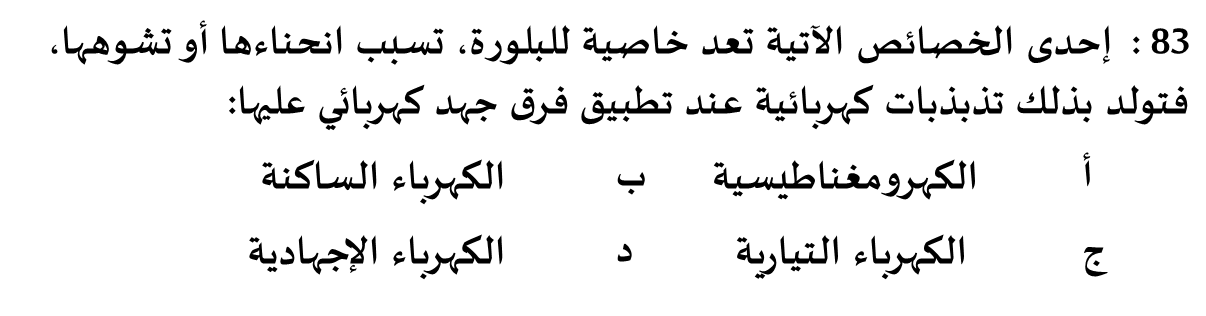 83 : إحدى الخصائص الآتية تعد خاصية للبلورة، تسبب انحناءها أو تشوهها،
فتولد بذلك تذبذبات كهربائية عند تطبيق فرق جهد كهربائي عليها:
أ الكهرومغناطيسية ب الكهرباء الساكنة
ج الكهرباء التيارية د الكهرباء الإجهادية